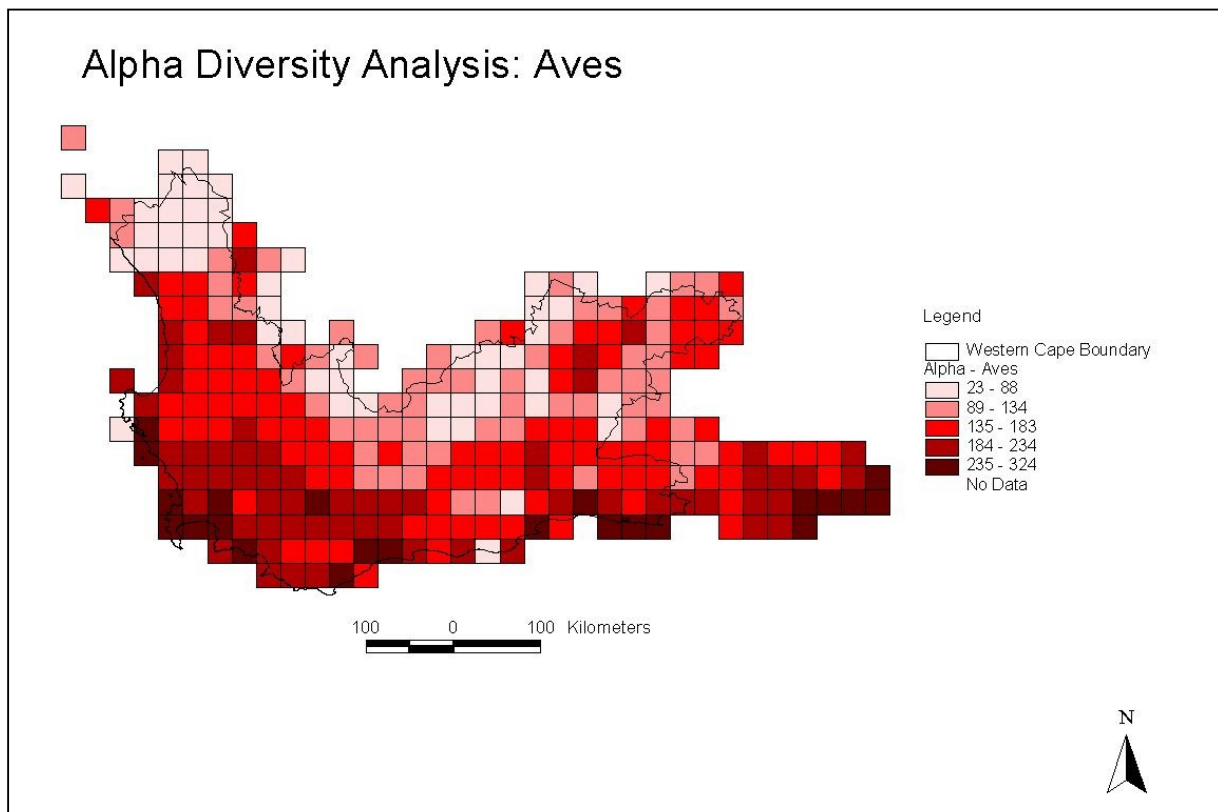 Alpha Diversity Analysis: Aves
Legend
Western Cape Boundary
Alpha - Aves
23 - 88
89 - 134
135 - 183
184 - 234
235 - 324
No Data
100 0 100 Kilometers
N